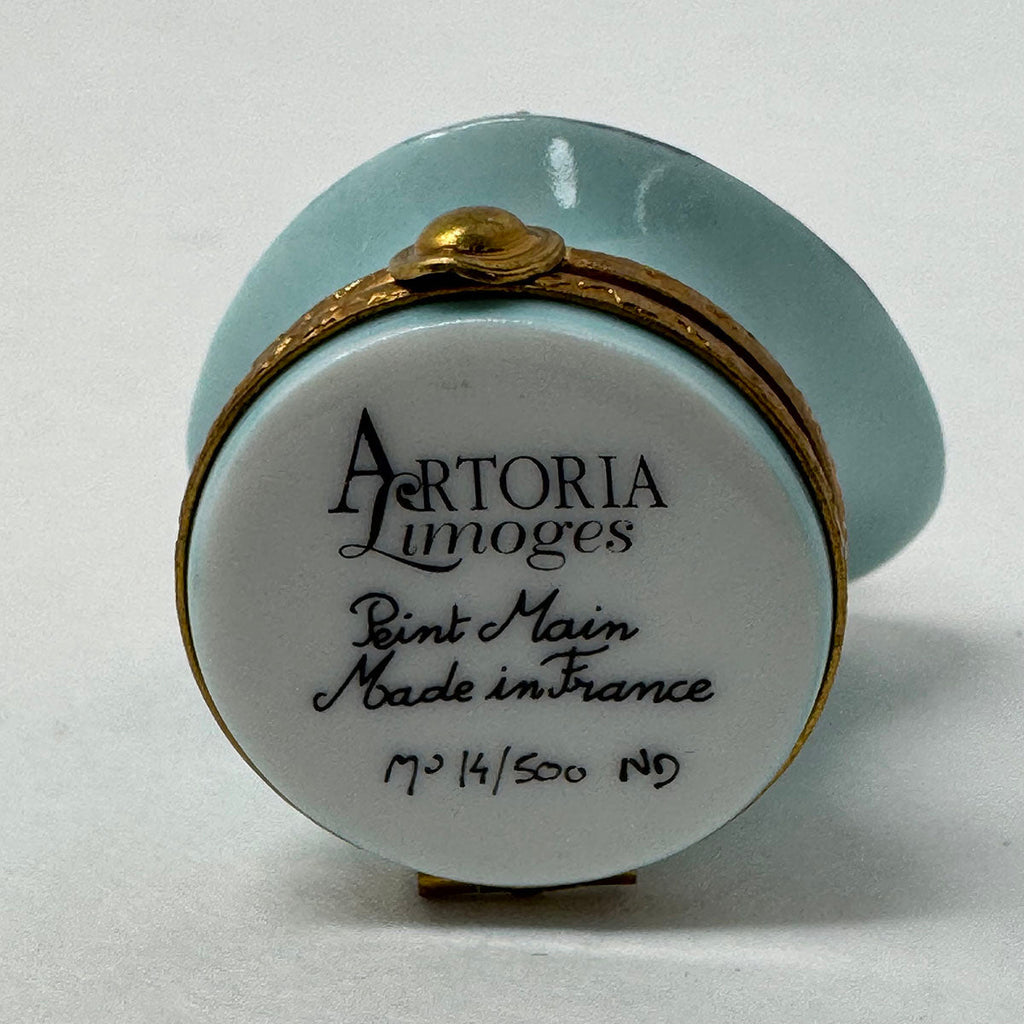 ARTORIA
Limoges
Peint Main
Made in France
No 14/500 ND